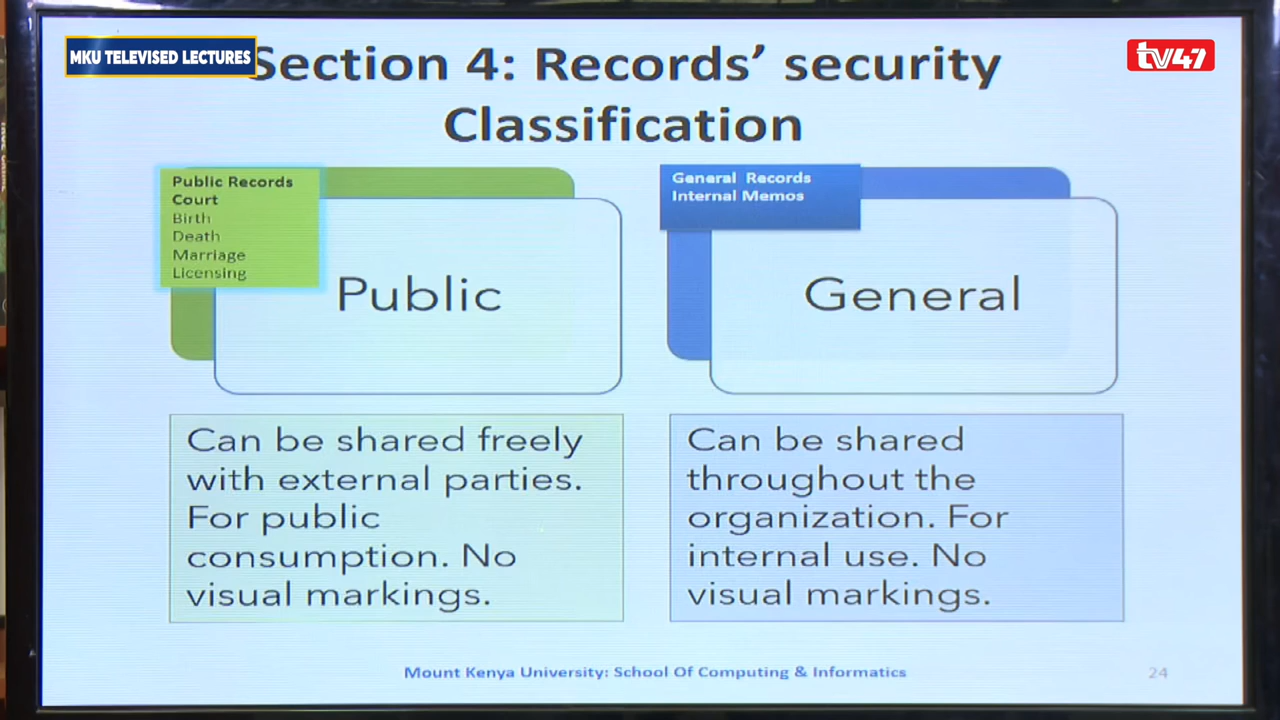 MKU TELEVISED LECTURES
tv47
Section 4: Records’ security
Classification
Public Records
Court
Birth
Death
Marriage
Licensing
Public
General Records
Internal Memos
General
Can be shared freely
with external parties.
For public
consumption. No
visual markings.
Can be shared
throughout the
organization. For
internal use. No
visual markings.
Mount Kenya University: School Of Computing & Informatics
24